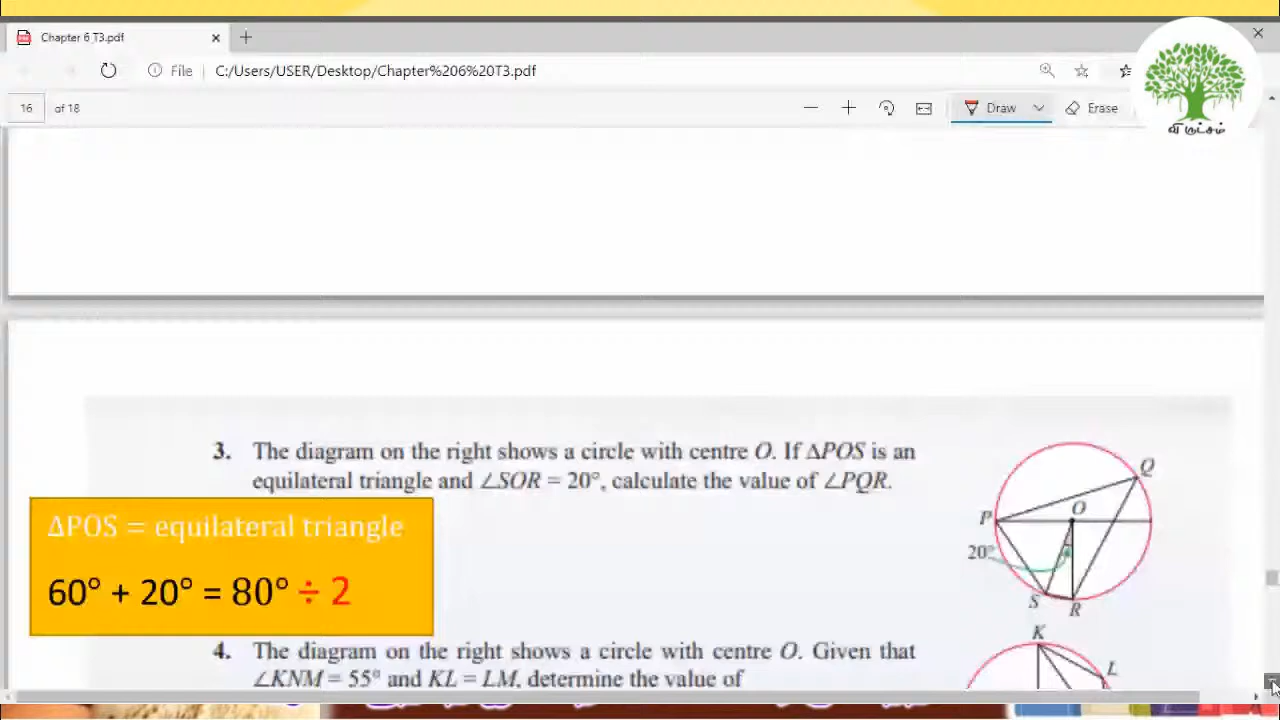 Chapter 6_T3.pdf
விருட்சம்
File C:/Users/USER/Desktop/Chapter%206%20T3.pdf
16 of 18 Draw Erase
3. The diagram on the right shows a circle with centre O. If ΔPOS is an
equilateral triangle and ∠SOR = 20°, calculate the value of ∠PQR.
ΔPOS = equilateral triangle
60° + 20° = 80° ÷ 2
Q
P
O
20°
S
R
4. The diagram on the right shows a circle with centre O. Given that
∠KNM = 55° and KL = LM, determine the value of
K
L